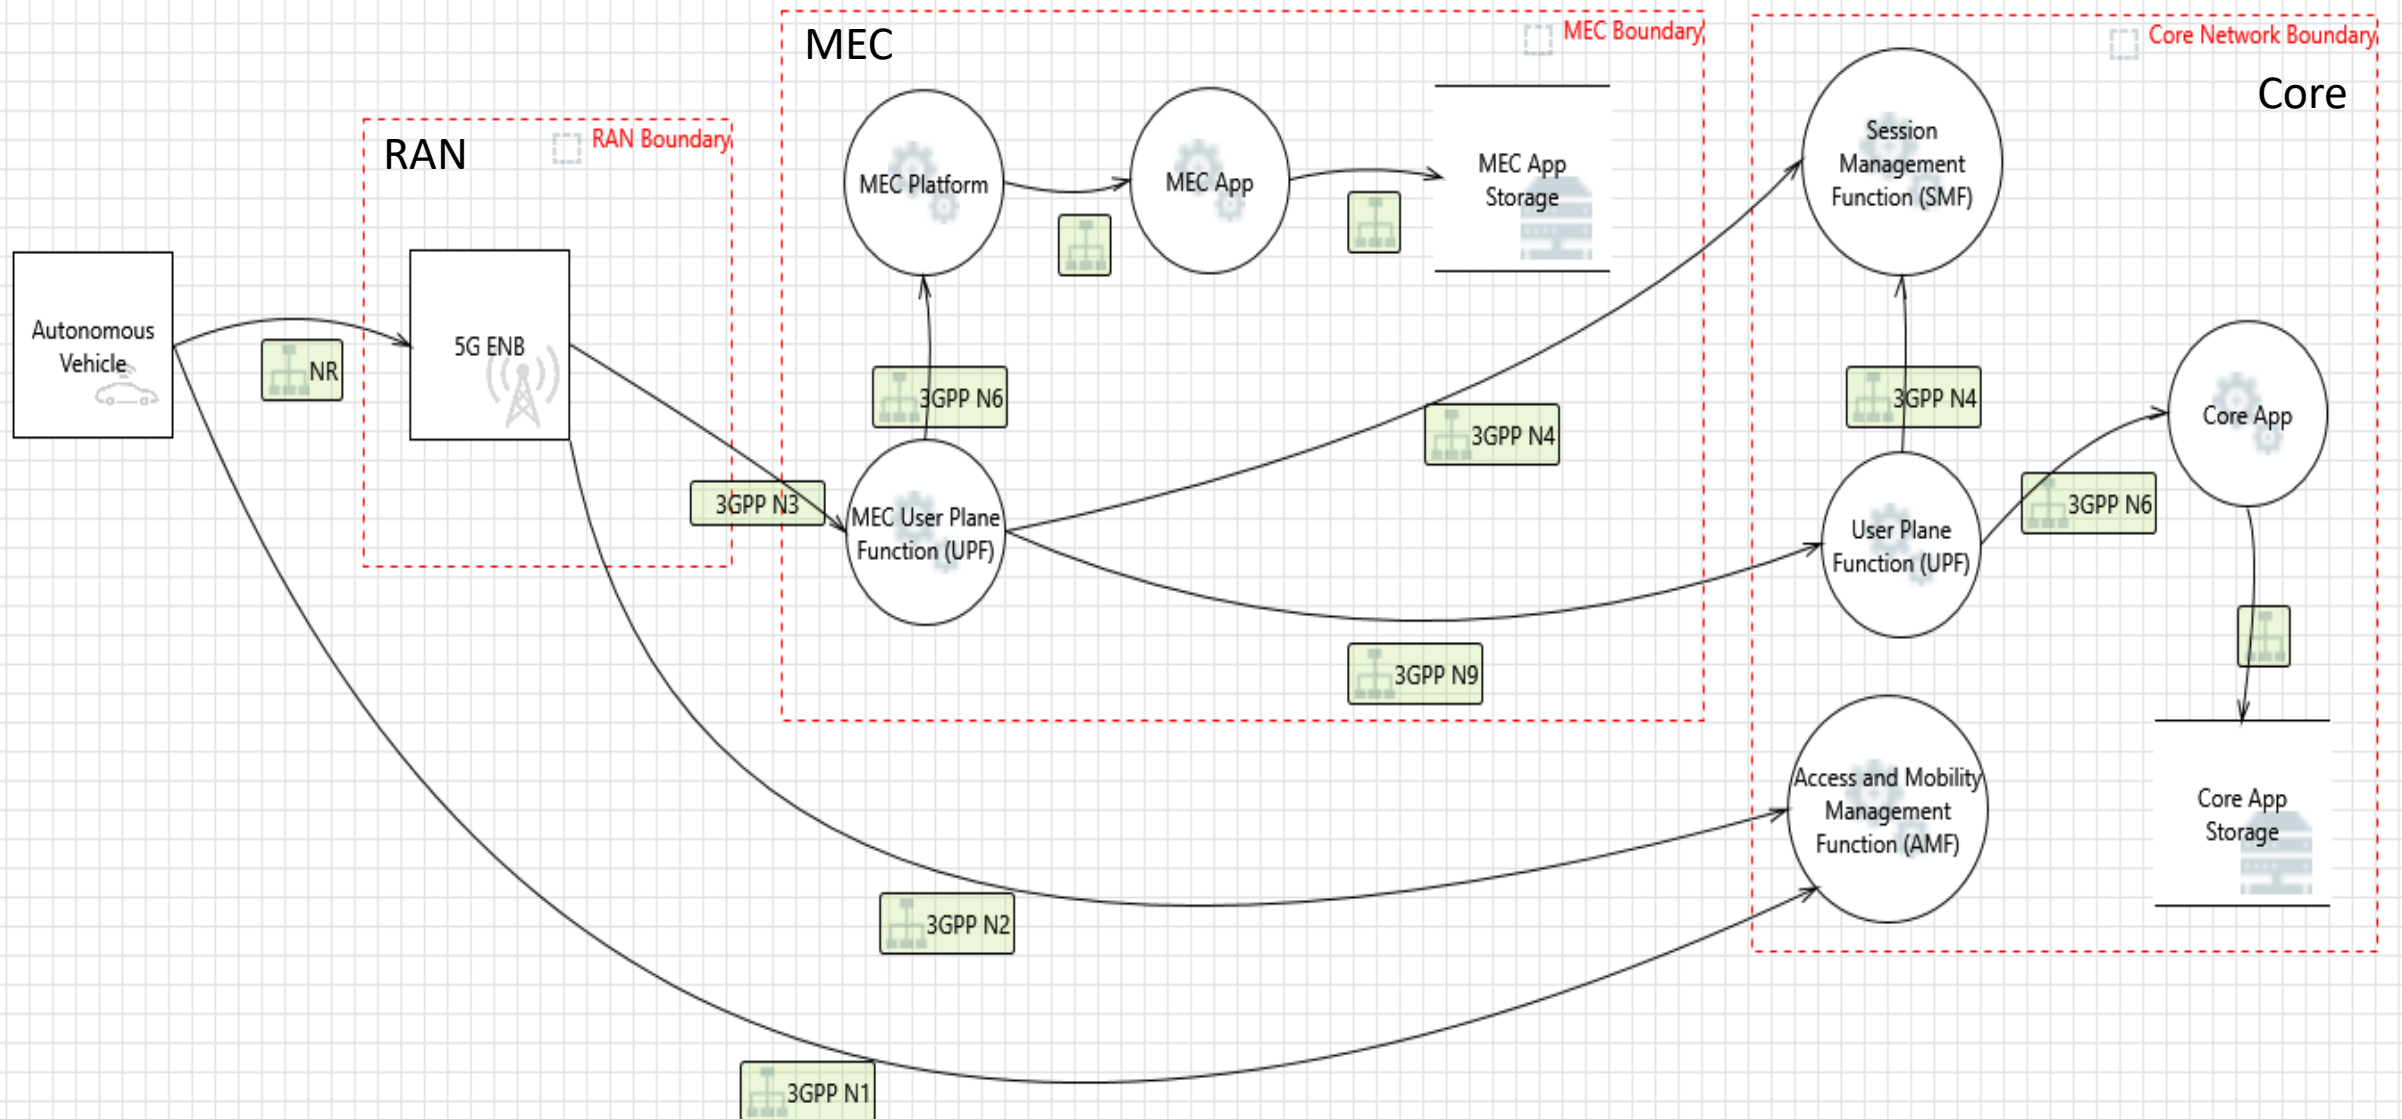 MEC
MEC Boundary
Core Network Boundary
Core
RAN
RAN Boundary
MEC Platform
MEC App
MEC App
Storage
Session
Management
Function (SMF)
Autonomous
Vehicle
NR
5G ENB
3GPP N6
3GPP N4
3GPP N4
Core App
3GPP N3
MEC User Plane
Function (UPF)
User Plane
Function (UPF)
3GPP N6
3GPP N9
Access and Mobility
Management
Function (AMF)
Core App
Storage
3GPP N2
3GPP N1